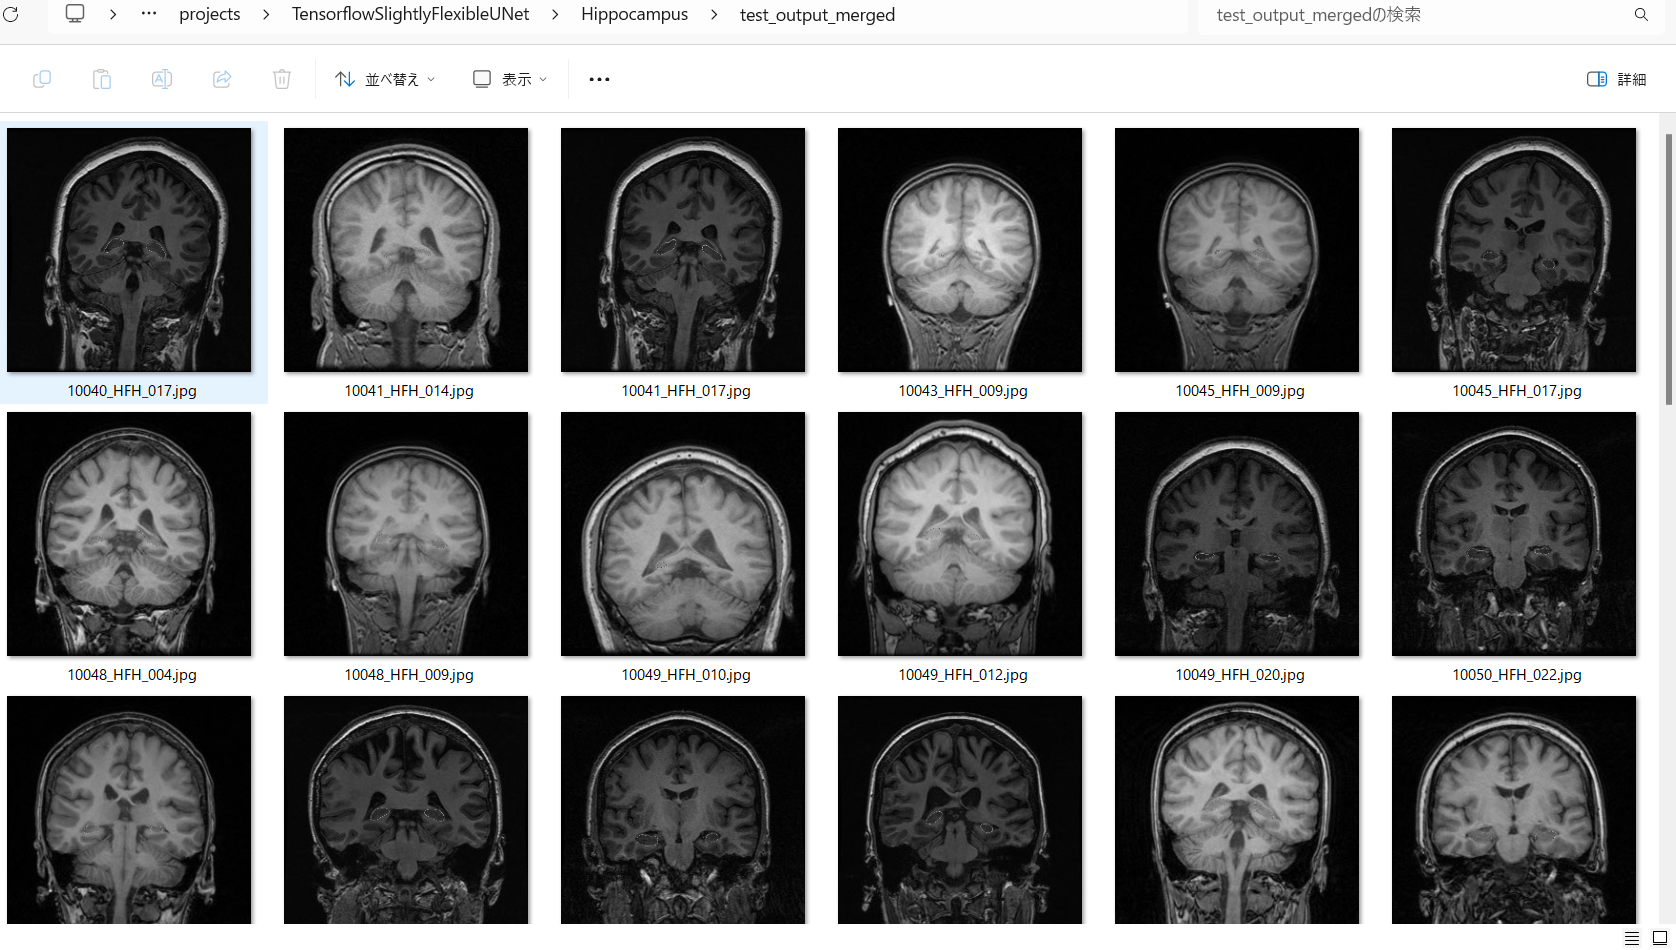 projects > TensorflowSlightlyFlexibleUNet > Hippocampus > test_output_merged
test_output_mergedの検索
並べ替え
表示
詳細
10040_HFH_017.jpg
10041_HFH_014.jpg
10041_HFH_017.jpg
10043_HFH_009.jpg
10045_HFH_009.jpg
10045_HFH_017.jpg
10048_HFH_004.jpg
10048_HFH_009.jpg
10049_HFH_010.jpg
10049_HFH_012.jpg
10049_HFH_020.jpg
10050_HFH_022.jpg